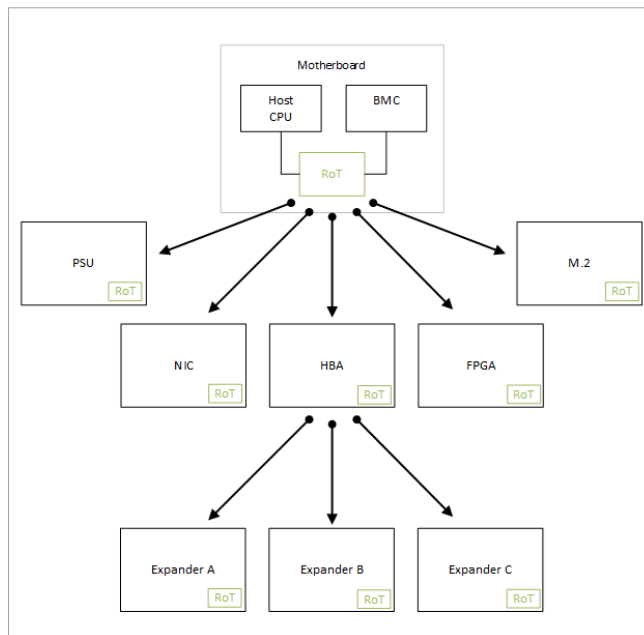 Motherboard
Host
CPU
BMC
RoT
PSU
RoT
M.2
RoT
NIC
RoT
HBA
RoT
FPGA
RoT
Expander A
RoT
Expander B
RoT
Expander C
RoT